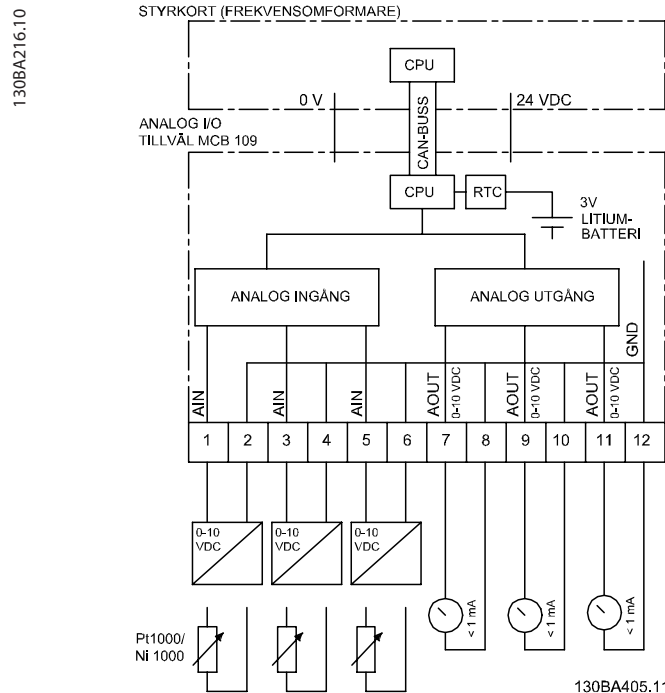 130BA216.10
STYRKORT (FREKVENSOMFORMARE)
CPU
0 V
24 VDC
CAN-BUSS
ANALOG I/O
TILLVAL MCB 109
CPU
RTC
3V
LITIUM-
BATTERI
ANALOG INGÅNG
ANALOG UTGÅNG
GND
AIN
AIN
AIN
AOUT
0-10 VDC
AOUT
0-10 VDC
AOUT
0-10 VDC
1 2 3 4 5 6 7 8 9 10 11 12
0-10
VDC
0-10
VDC
0-10
VDC
< 1 mA
< 1 mA
< 1 mA
Pt1000/
Ni 1000
130BA405.11